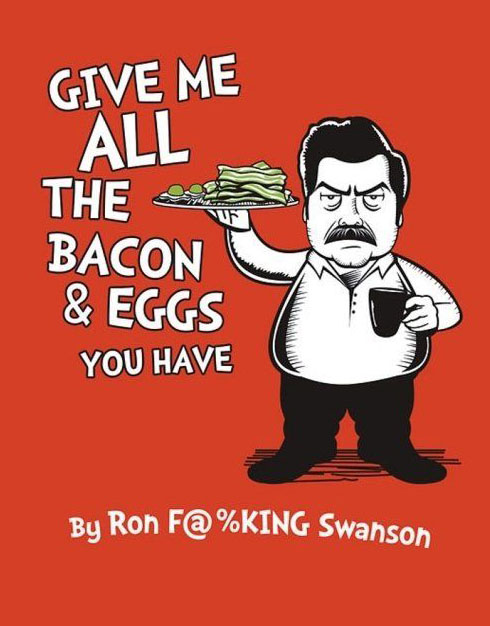 GIVE ME
ALL
THE
BACON
& EGGS
YOU HAVE
By Ron F@%KING Swanson